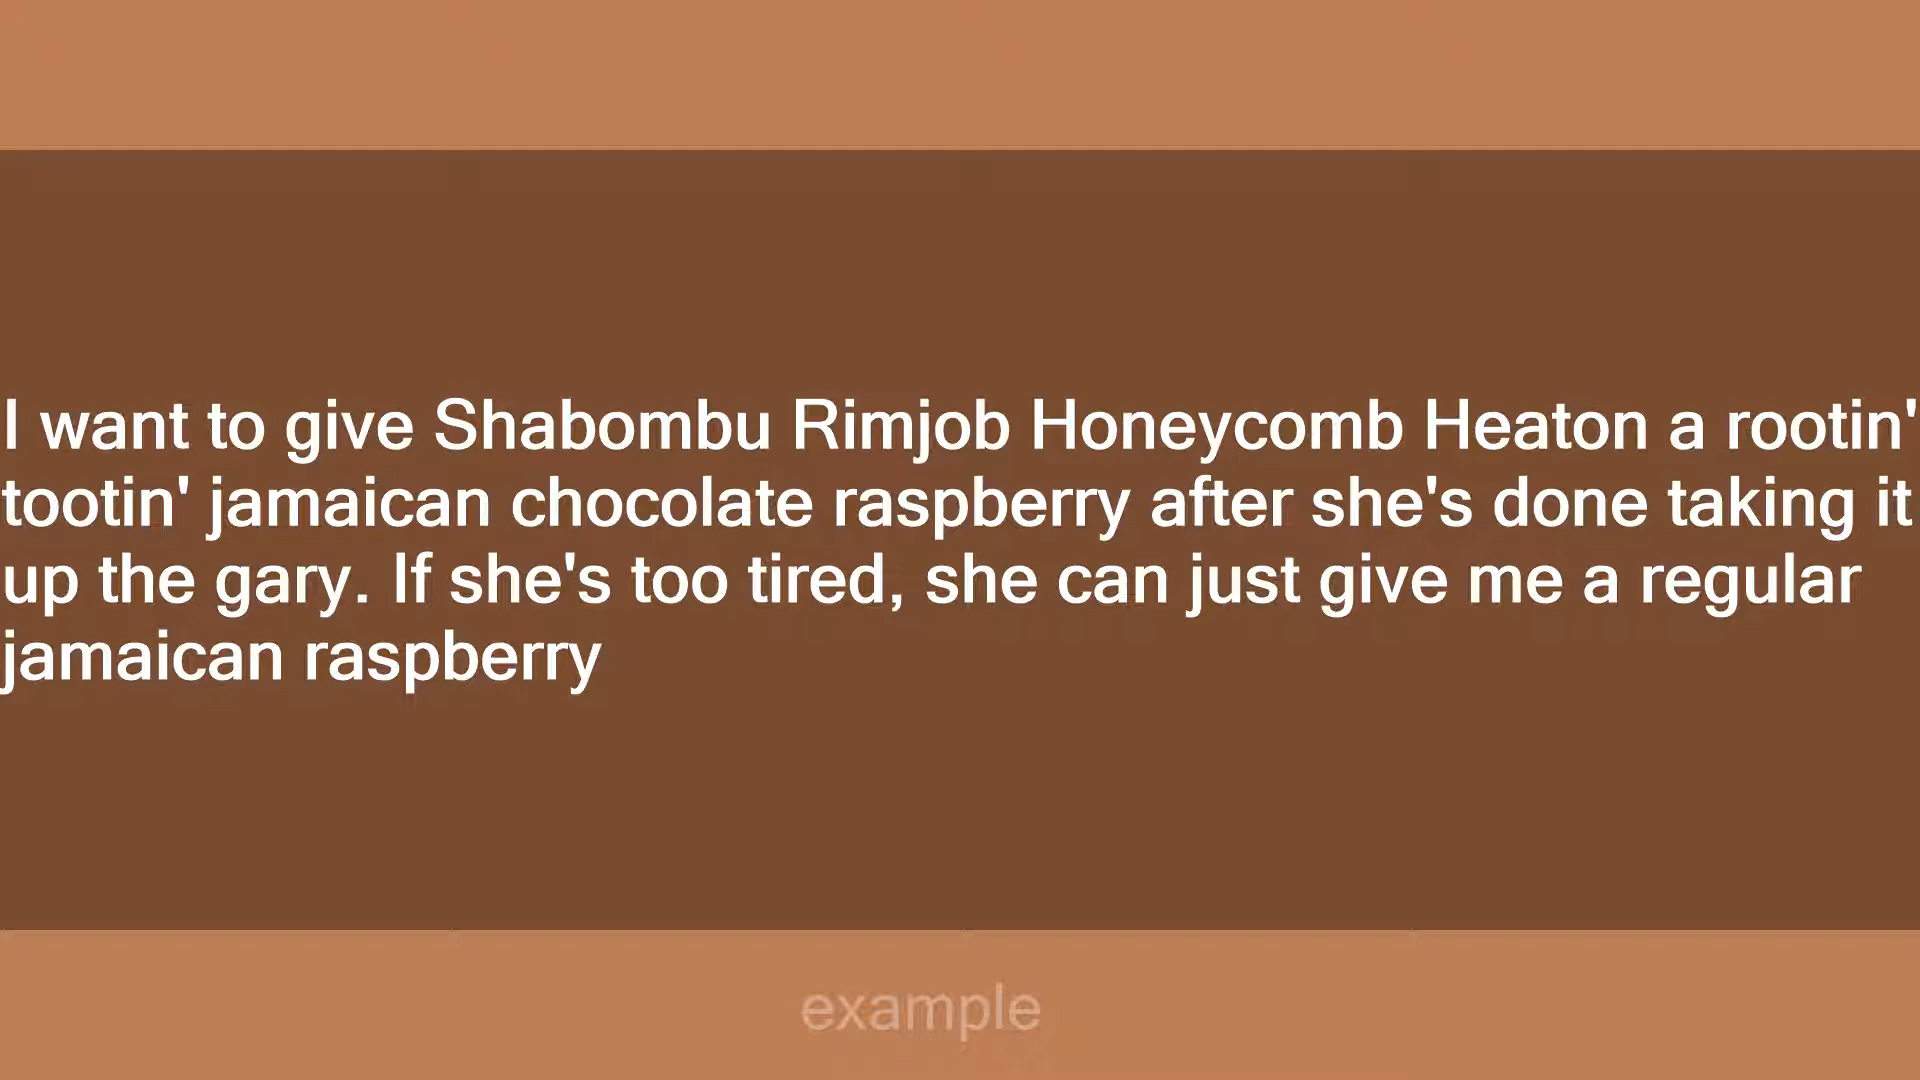 I want to give Shabombu Rimjob Honeycomb Heaton a rootin'
tootin' jamaican chocolate raspberry after she's done taking it
up the gary. If she's too tired, she can just give me a regular
jamaican raspberry
example